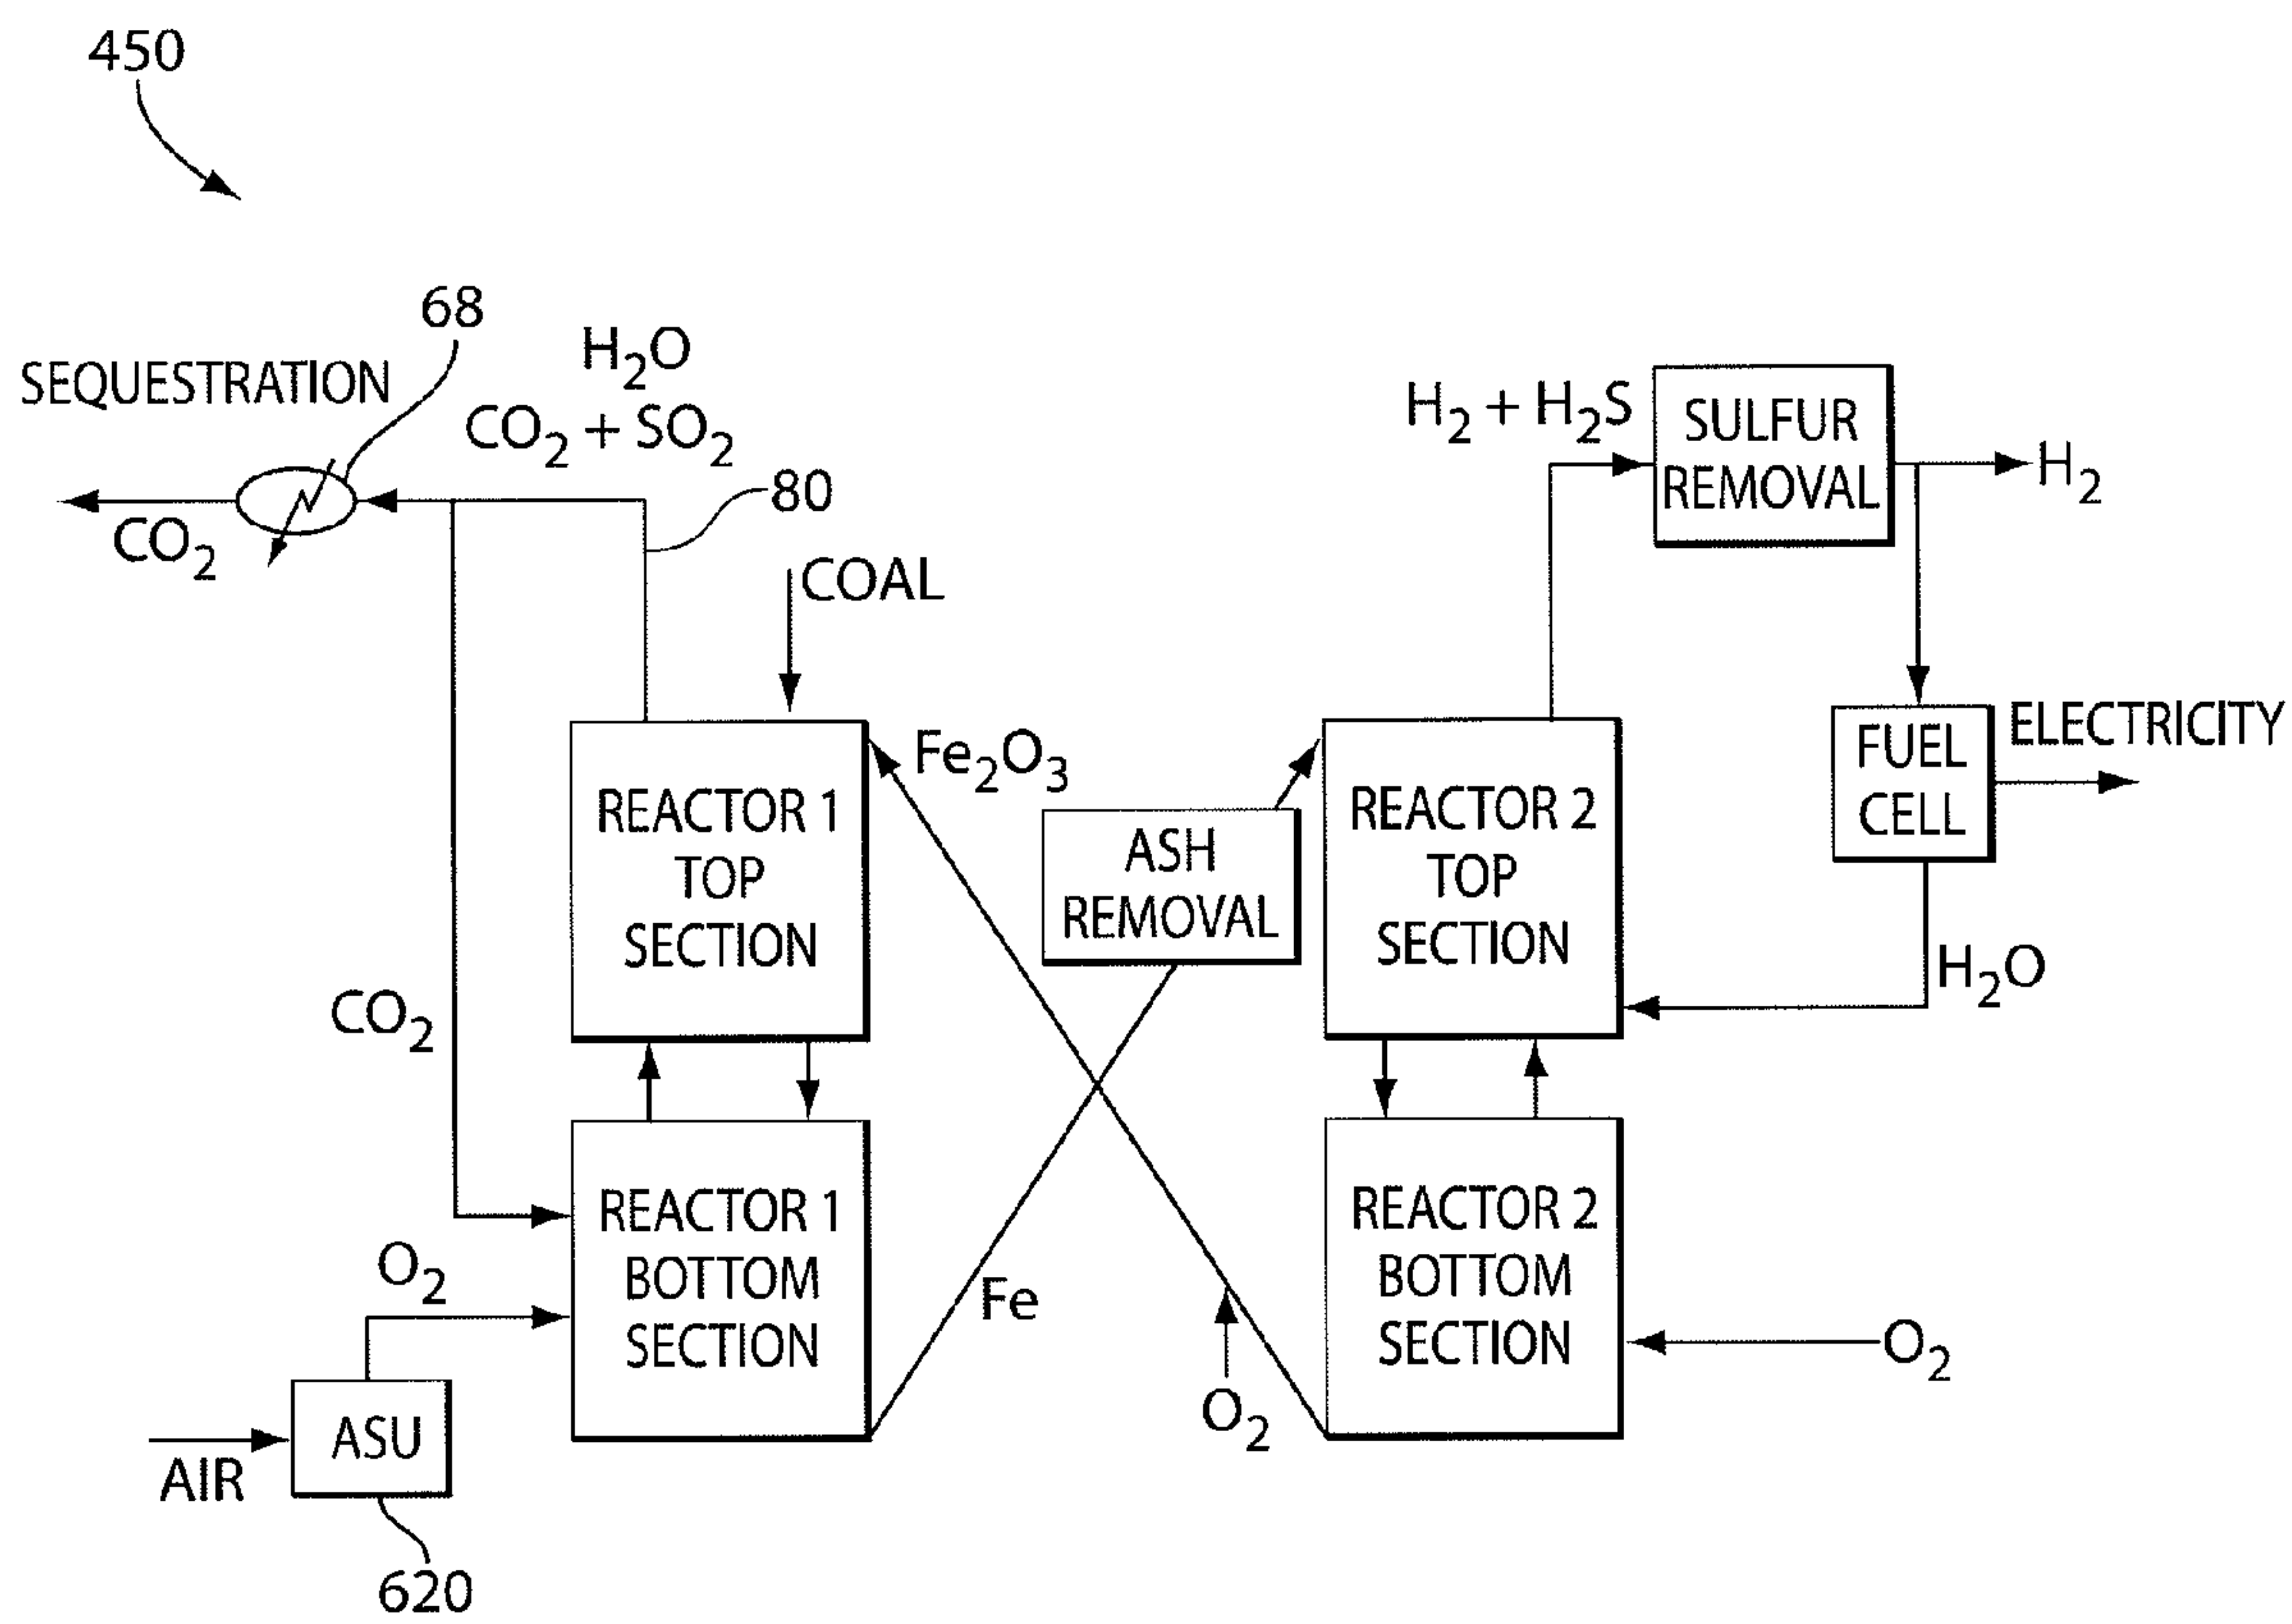 450
68
SEQUESTRATION
H₂O
CO₂ + SO₂
80
CO₂
COAL
H₂ + H₂S
SULFUR
REMOVAL
H₂
ELECTRICITY
FUEL
CELL
Fe₂O₃
REACTOR 1
TOP
SECTION
ASH
REMOVAL
REACTOR 2
TOP
SECTION
H₂O
CO₂
REACTOR 1
BOTTOM
SECTION
REACTOR 2
BOTTOM
SECTION
O₂
Fe
O₂
O₂
ASU
AIR
620